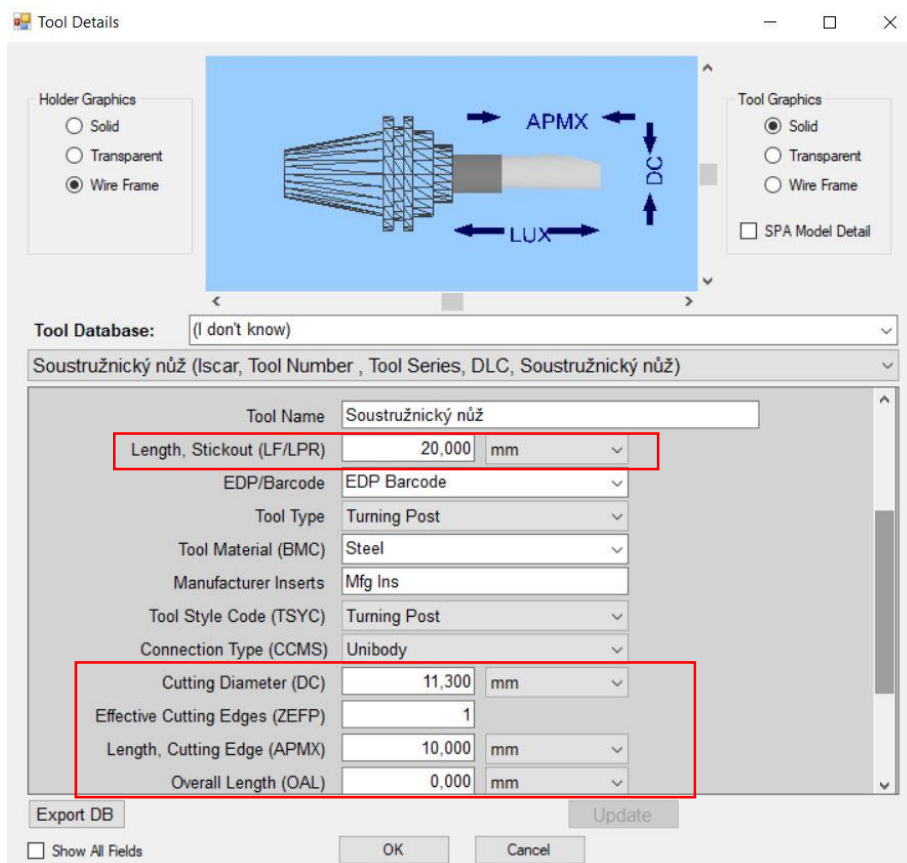 Tool Details
Holder Graphics
Solid
Transparent
Wire Frame
APMX
DC
LUX
Tool Graphics
Solid
Transparent
Wire Frame
SPA Model Detail
Tool Database: (I don't know)
Soustružnický nůž (Iscar, Tool Number , Tool Series, DLC, Soustružnický nůž)
Tool Name Soustružnický nůž
Length, Stickout (LF/LPR) 20,000 mm
EDP/Barcode EDP Barcode
Tool Type Turning Post
Tool Material (BMC) Steel
Manufacturer Inserts Mfg Ins
Tool Style Code (TSYC) Turning Post
Connection Type (CCMS) Unibody
Cutting Diameter (DC) 11,300 mm
Effective Cutting Edges (ZEFP) 1
Length, Cutting Edge (APMX) 10,000 mm
Overall Length (OAL) 0,000 mm
Export DB Update
Show All Fields OK Cancel